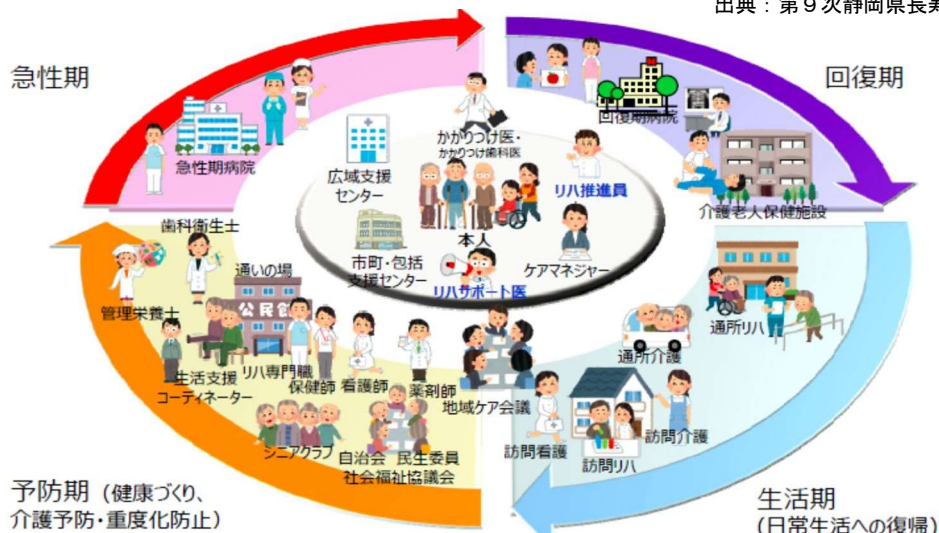 出典：第９次静岡県長寿
急性期
回復期
急性期病院
回復期病院
介護老人保健施設
かかりつけ医・
かかりつけ歯科医
広域支援
センター
リハ推進員
本人
市町・包括
支援センター
リハサポート医
ケアマネジャー
歯科衛生士
管理栄養士
通いの場
公民館
生活支援
コーディネーター
リハ専門職
保健師
看護師
薬剤師
地域ケア会議
シニアクラブ
自治会 民生委員
社会福祉協議会
通所リハ
通所介護
訪問看護
訪問リハ
訪問介護
予防期（健康づくり、
介護予防・重度化防止）
生活期
（日常生活への復帰）